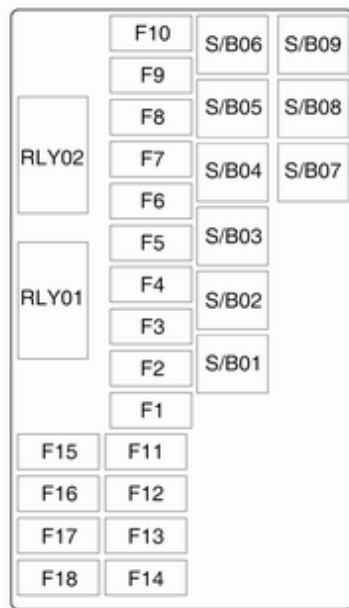 F10 S/B06 S/B09
F9
F8 S/B05 S/B08
RLY02 F7 S/B04 S/B07
F6
F5 S/B03
F4
RLY01 S/B02
F3
F2 S/B01
F1
F15 F11
F16 F12
F17 F13
F18 F14